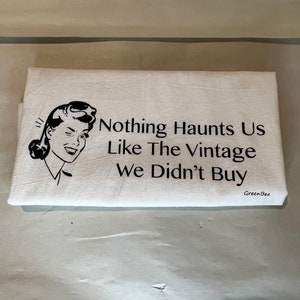 Nothing Haunts Us
Like The Vintage
We Didn't Buy
GreenBee